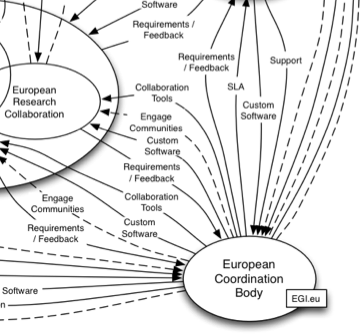 Software
Requirements /
Feedback
Requirements
/ Feedback
Support
European
Research
Collaboration
Collaboration
Tools
SLA
Custom
Software
Engage
Communities
Custom
Software
Requirements
/ Feedback
Engage
Communities
Collaboration
Tools
Requirements
/ Feedback
Custom
Software
European
Coordination
Body
EGI.eu
Software
n